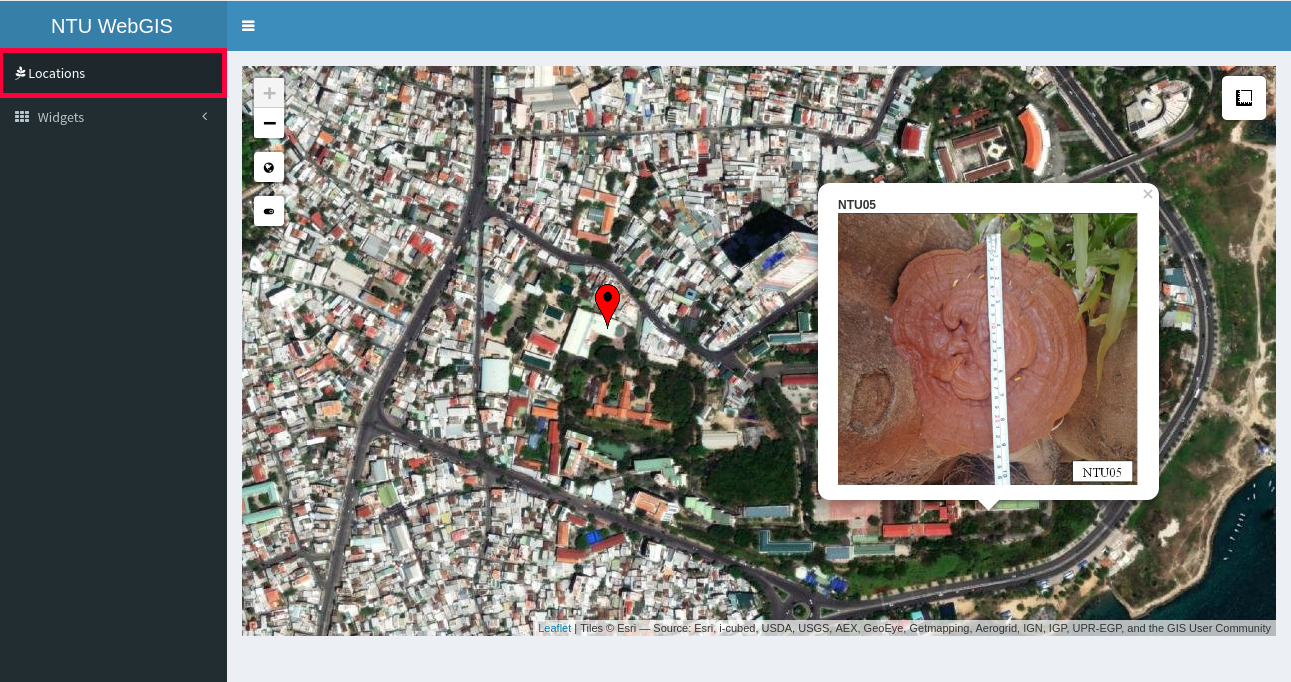 NTU WebGIS
Locations
Widgets
+
−
NTU05
×
NTU05
Leaflet | Tiles © Esri — Source: Esri, i-cubed, USDA, USGS, AEX, GeoEye, Getmapping, Aerogrid, IGN, IGP, UPR-EGP, and the GIS User Community